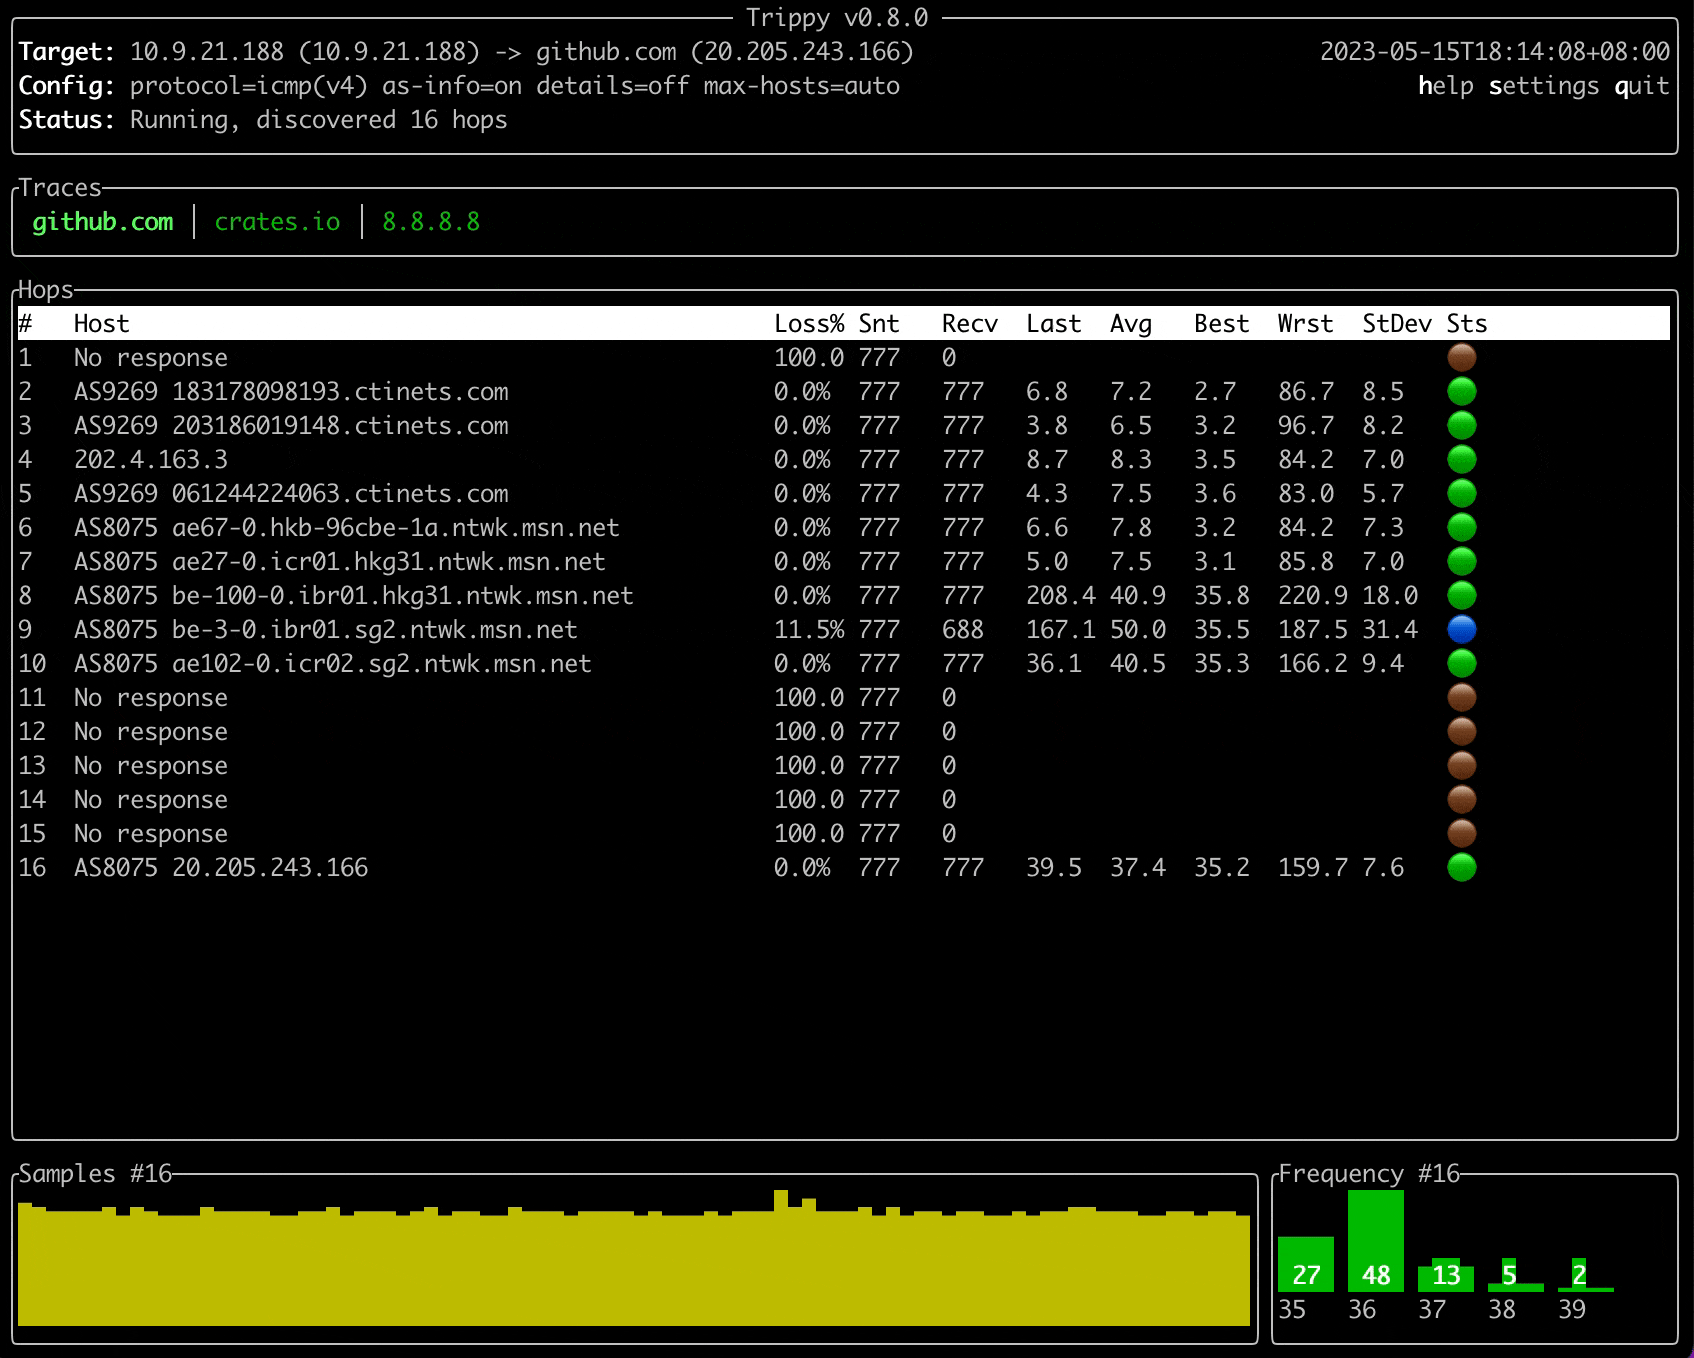 Trippy v0.8.0
Target: 10.9.21.188 (10.9.21.188) -> github.com (20.205.243.166) 2023-05-15T18:14:08+08:00
Config: protocol=icmp(v4) as-info=on details=off max-hosts=auto help settings quit
Status: Running, discovered 16 hops
Traces
github.com │ crates.io │ 8.8.8.8
Hops
# Host Loss% Snt Recv Last Avg Best Wrst StDev Sts
1 No response 100.0 777 0
2 AS9269 183178098193.ctinets.com 0.0% 777 777 6.8 7.2 2.7 86.7 8.5
3 AS9269 203186019148.ctinets.com 0.0% 777 777 3.8 6.5 3.2 96.7 8.2
4 202.4.163.3 0.0% 777 777 8.7 8.3 3.5 84.2 7.0
5 AS9269 061244224063.ctinets.com 0.0% 777 777 4.3 7.5 3.6 83.0 5.7
6 AS8075 ae67-0.hkb-96cbe-1a.ntwk.msn.net 0.0% 777 777 6.6 7.8 3.2 84.2 7.3
7 AS8075 ae27-0.icr01.hkg31.ntwk.msn.net 0.0% 777 777 5.0 7.5 3.1 85.8 7.0
8 AS8075 be-100-0.ibr01.hkg31.ntwk.msn.net 0.0% 777 777 208.4 40.9 35.8 220.9 18.0
9 AS8075 be-3-0.ibr01.sg2.ntwk.msn.net 11.5% 777 688 167.1 50.0 35.5 187.5 31.4
10 AS8075 ae102-0.icr02.sg2.ntwk.msn.net 0.0% 777 777 36.1 40.5 35.3 166.2 9.4
11 No response 100.0 777 0
12 No response 100.0 777 0
13 No response 100.0 777 0
14 No response 100.0 777 0
15 No response 100.0 777 0
16 AS8075 20.205.243.166 0.0% 777 777 39.5 37.4 35.2 159.7 7.6
Samples #16
Frequency #16
27 48 13 5 2
35 36 37 38 39